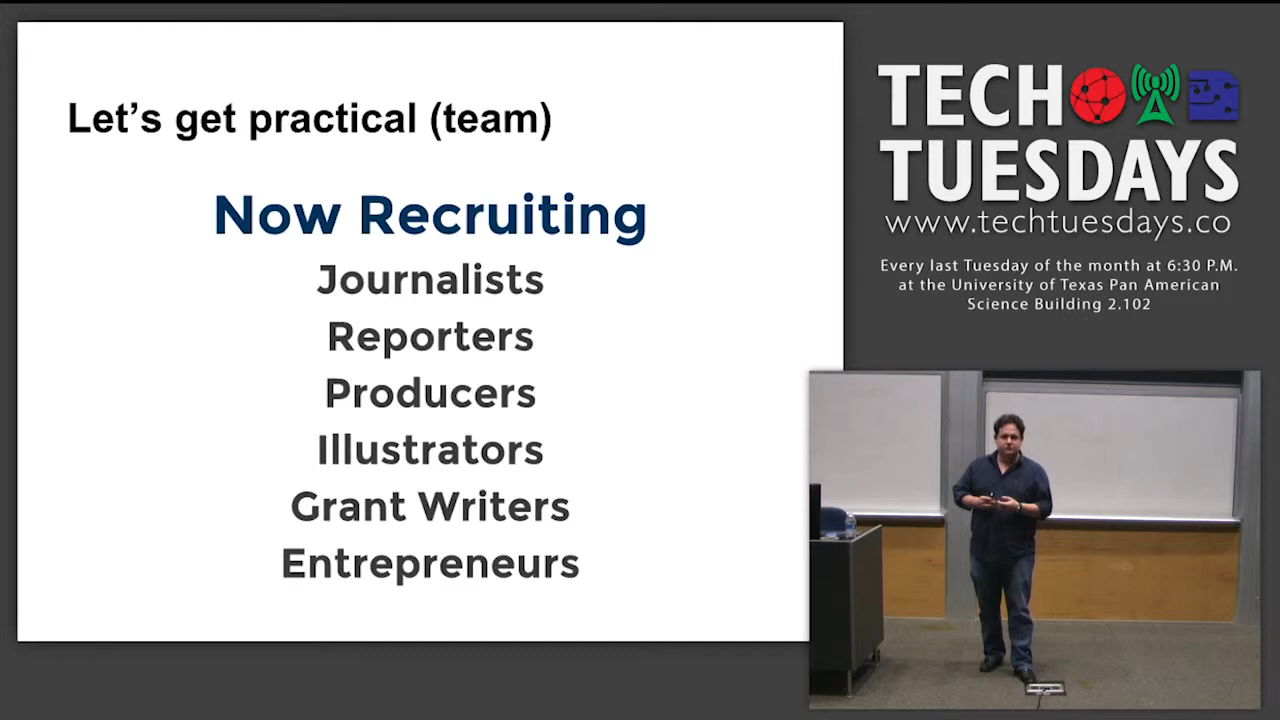 Let's get practical (team)
Now Recruiting
Journalists
Reporters
Producers
Illustrators
Grant Writers
Entrepreneurs
TECH
TUESDAYS
www.techtuesdays.co
Every last Tuesday of the month at 6:30 P.M.
at the University of Texas Pan American
Science Building 2.102